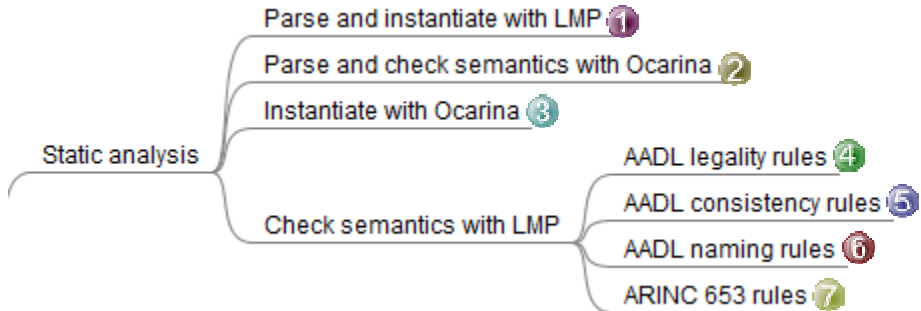 Parse and instantiate with LMP 1
Parse and check semantics with Ocarina 2
Instantiate with Ocarina 3
Static analysis
AADL legality rules 4
AADL consistency rules 5
Check semantics with LMP
AADL naming rules 6
ARINC 653 rules 7